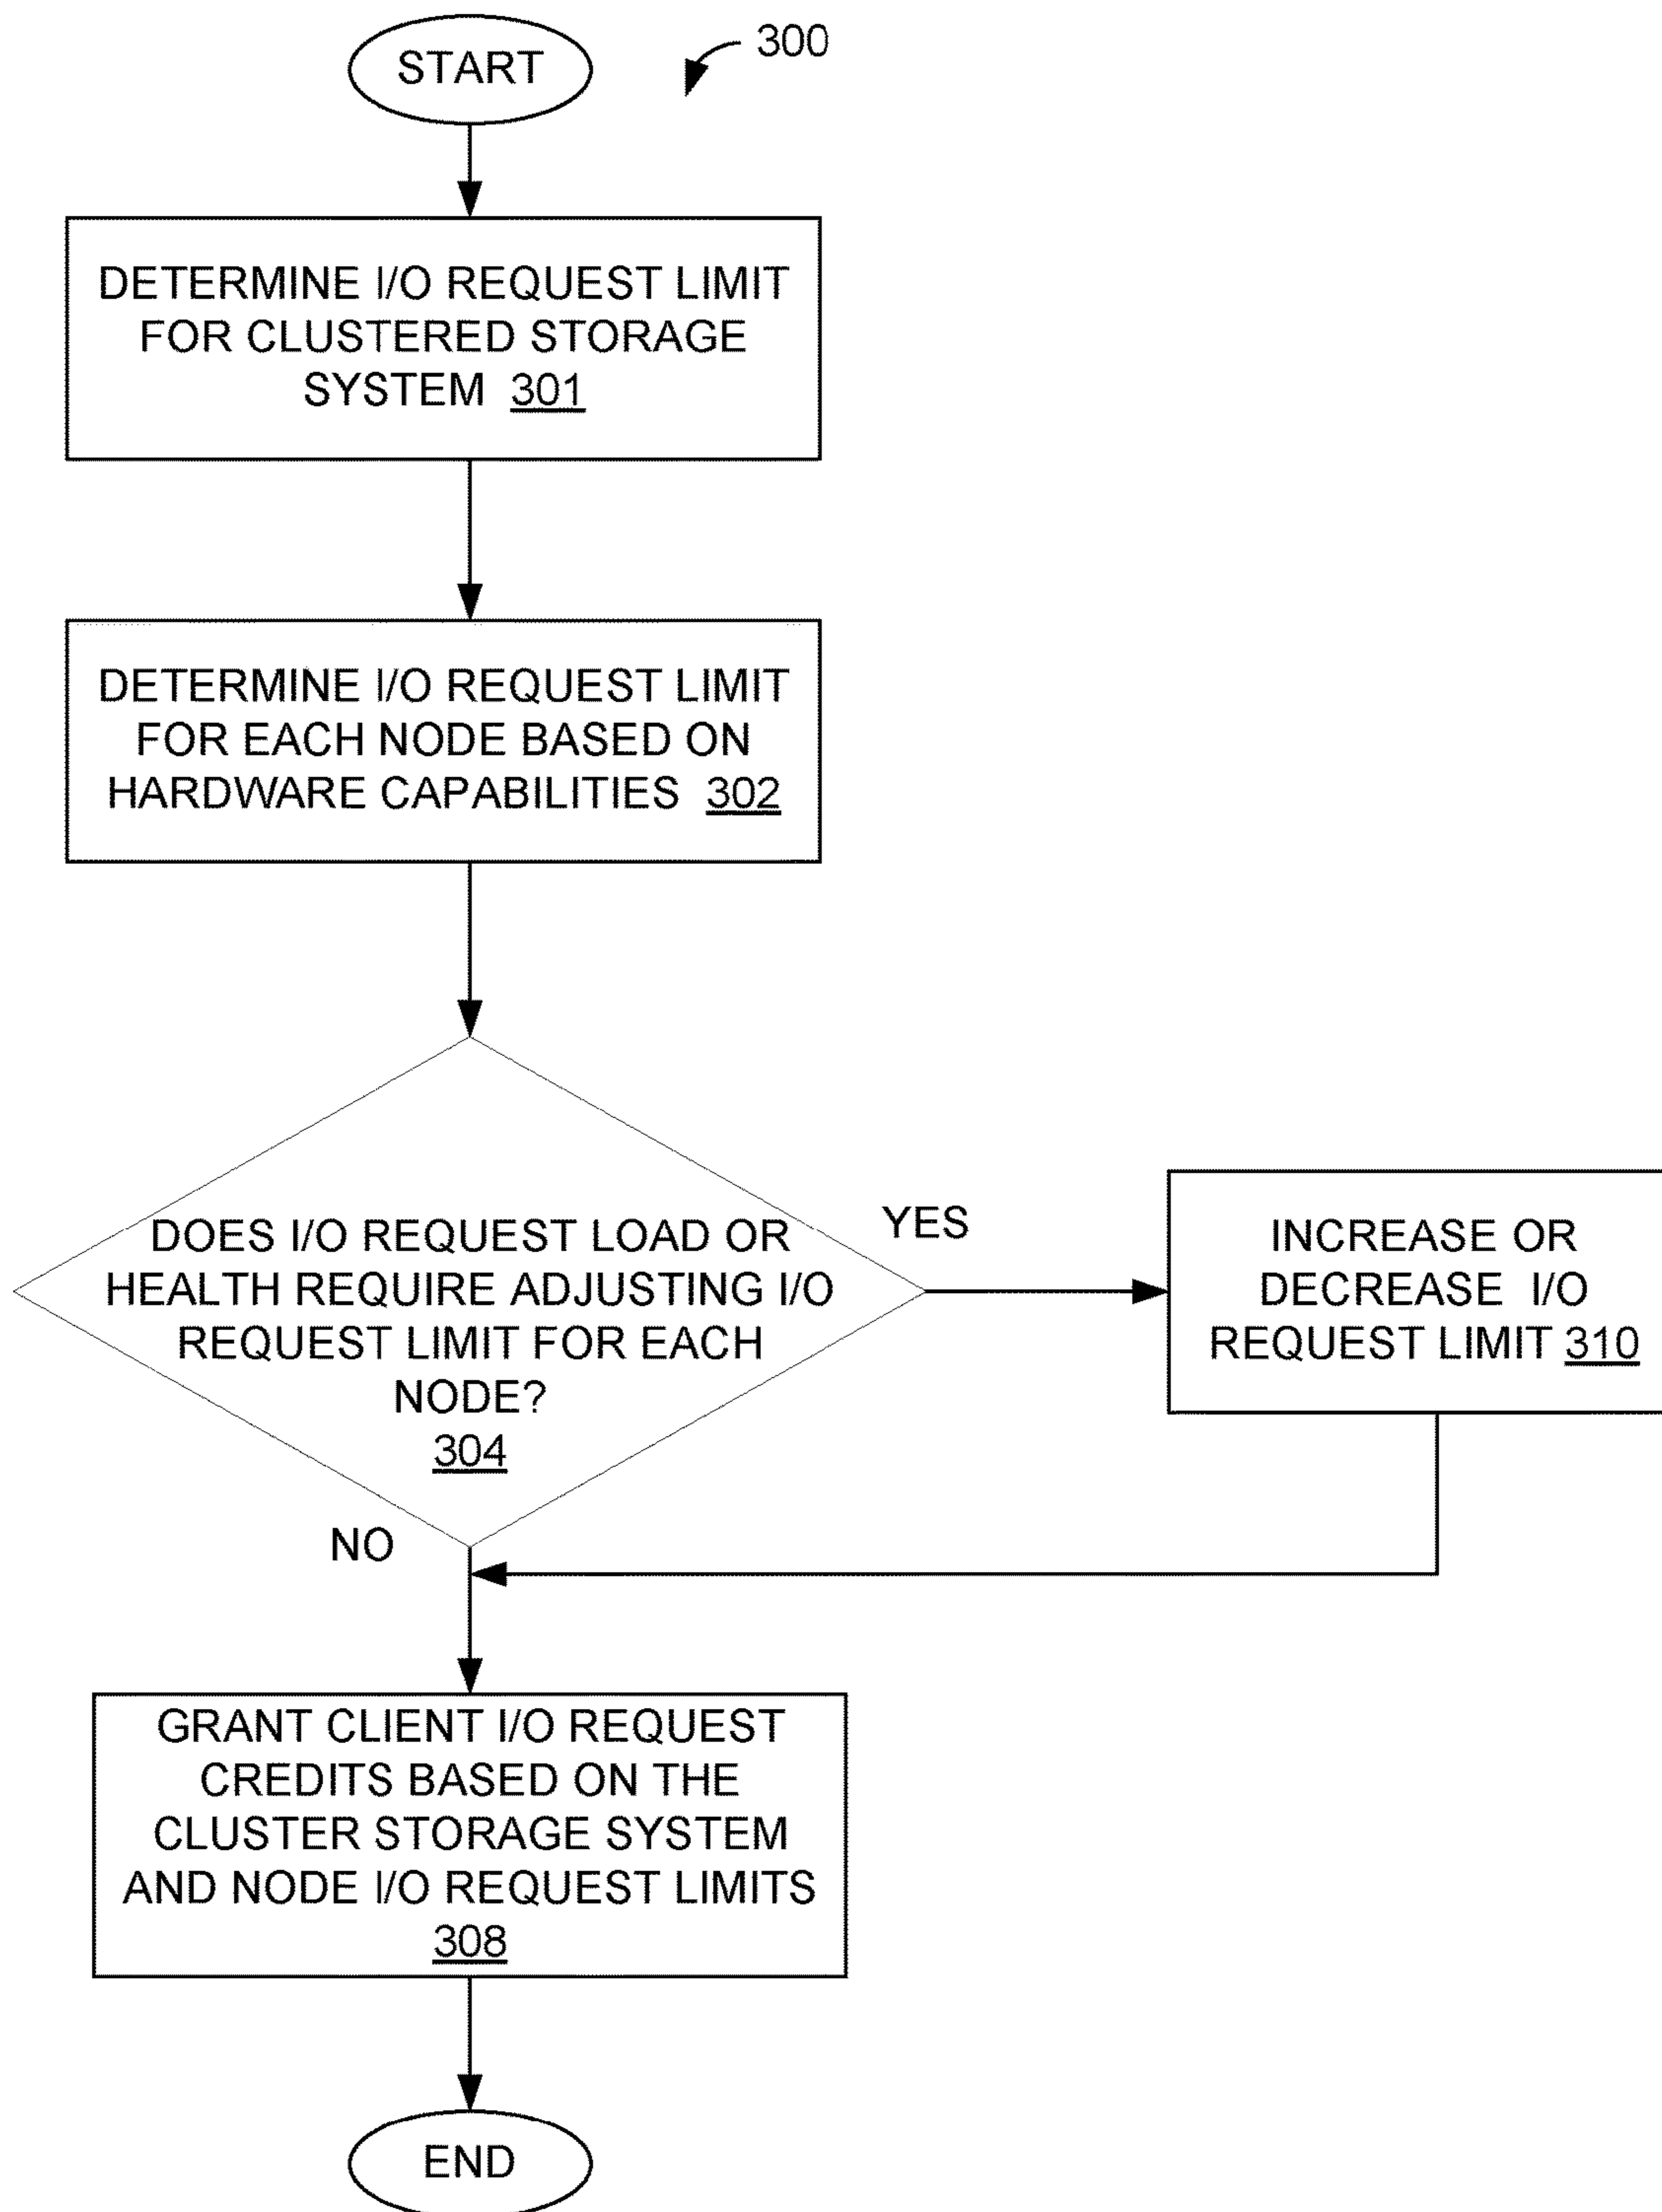 START
300
DETERMINE I/O REQUEST LIMIT
FOR CLUSTERED STORAGE
SYSTEM 301
DETERMINE I/O REQUEST LIMIT
FOR EACH NODE BASED ON
HARDWARE CAPABILITIES 302
DOES I/O REQUEST LOAD OR
HEALTH REQUIRE ADJUSTING I/O
REQUEST LIMIT FOR EACH
NODE?
304
YES
INCREASE OR
DECREASE I/O
REQUEST LIMIT 310
NO
GRANT CLIENT I/O REQUEST
CREDITS BASED ON THE
CLUSTER STORAGE SYSTEM
AND NODE I/O REQUEST LIMITS
308
END